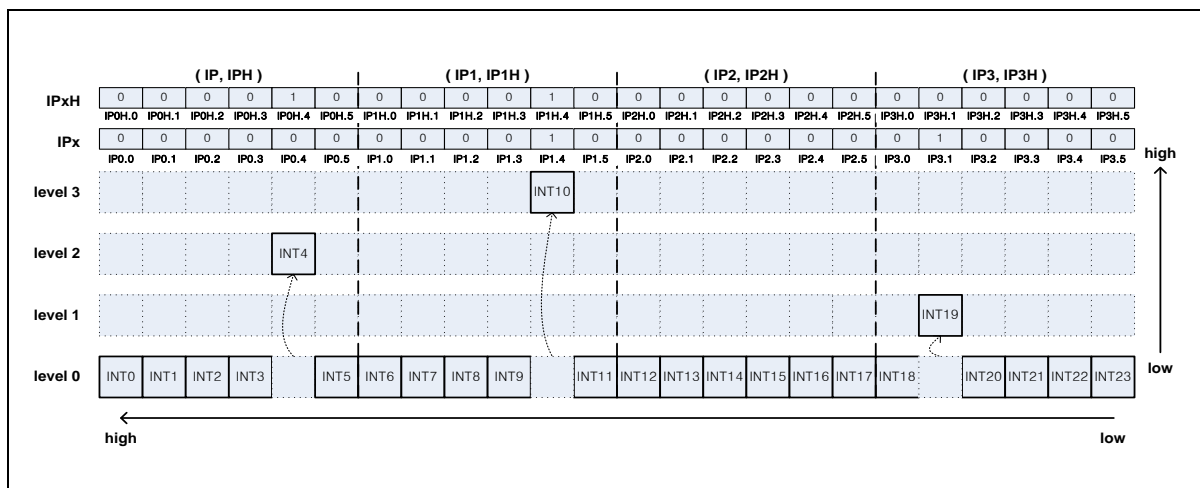 ( IP, IPH )	( IP1, IP1H )	( IP2, IP2H )	( IP3, IP3H )
IPxH 0 0 0 0 1 0 0 0 0 0 1 0 0 0 0 0 0 0 0 0 0 0 0 0
IP0H.0 IP0H.1 IP0H.2 IP0H.3 IP0H.4 IP0H.5 IP1H.0 IP1H.1 IP1H.2 IP1H.3 IP1H.4 IP1H.5 IP2H.0 IP2H.1 IP2H.2 IP2H.3 IP2H.4 IP2H.5 IP3H.1 IP3H.1 IP3H.2 IP3H.3 IP3H.4 IP3H.5
IPx 0 0 0 0 0 0 0 0 0 0 1 0 0 0 0 0 0 0 0 1 0 0 0 0
IP0.0 IP0.1 IP0.2 IP0.3 IP0.4 IP0.5 IP1.0 IP1.1 IP1.2 IP1.3 IP1.4 IP1.5 IP2.0 IP2.1 IP2.2 IP2.3 IP2.4 IP2.5 IP3.0 IP3.1 IP3.2 IP3.3 IP3.4 IP3.5
high
level 3 INT10
level 2 INT4
level 1 INT19
level 0 INT0 INT1 INT2 INT3 INT5 INT6 INT7 INT8 INT9 INT11 INT12 INT13 INT14 INT15 INT16 INT17 INT18 INT20 INT21 INT22 INT23
low
high low